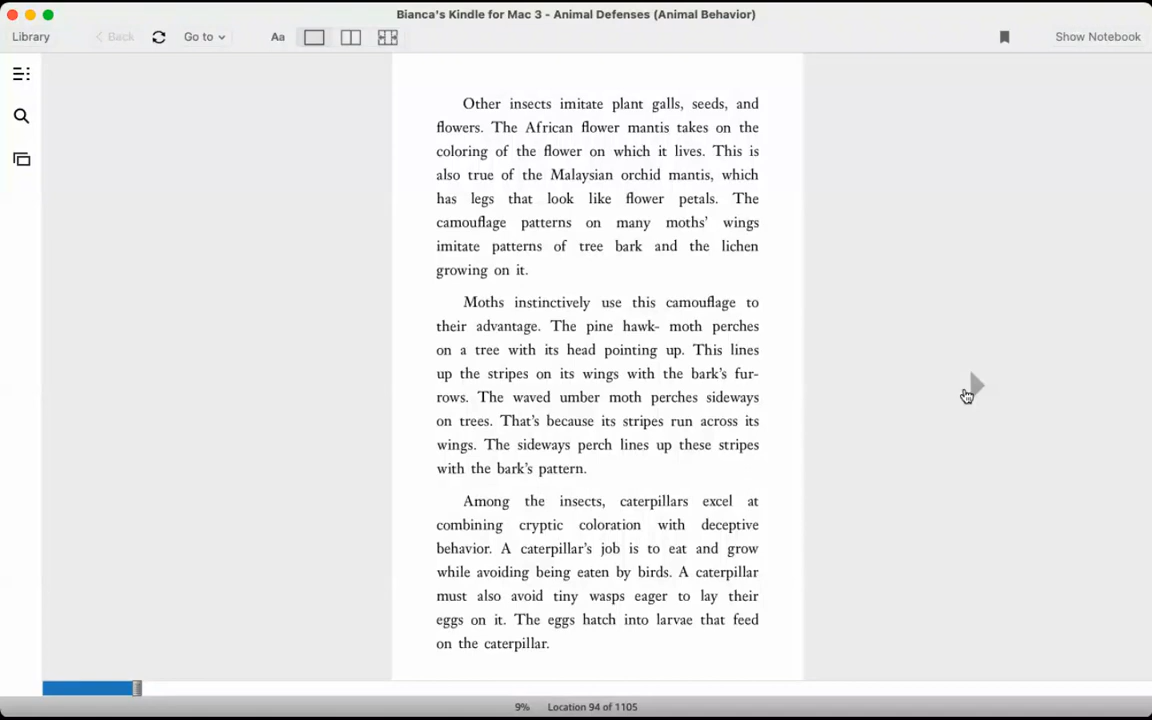 Bianca's Kindle for Mac 3 - Animal Defenses (Animal Behavior)
Library
Back
Go to
Aa
Show Notebook
Other insects imitate plant galls, seeds, and
flowers. The African flower mantis takes on the
coloring of the flower on which it lives. This is
also true of the Malaysian orchid mantis, which
has legs that look like flower petals. The
camouflage patterns on many moths' wings
imitate patterns of tree bark and the lichen
growing on it.
Moths instinctively use this camouflage to
their advantage. The pine hawk- moth perches
on a tree with its head pointing up. This lines
up the stripes on its wings with the bark's fur-
rows. The waved umber moth perches sideways
on trees. That's because its stripes run across its
wings. The sideways perch lines up these stripes
with the bark's pattern.
Among the insects, caterpillars excel at
combining cryptic coloration with deceptive
behavior. A caterpillar's job is to eat and grow
while avoiding being eaten by birds. A caterpillar
must also avoid tiny wasps eager to lay their
eggs on it. The eggs hatch into larvae that feed
on the caterpillar.
9% Location 94 of 1105